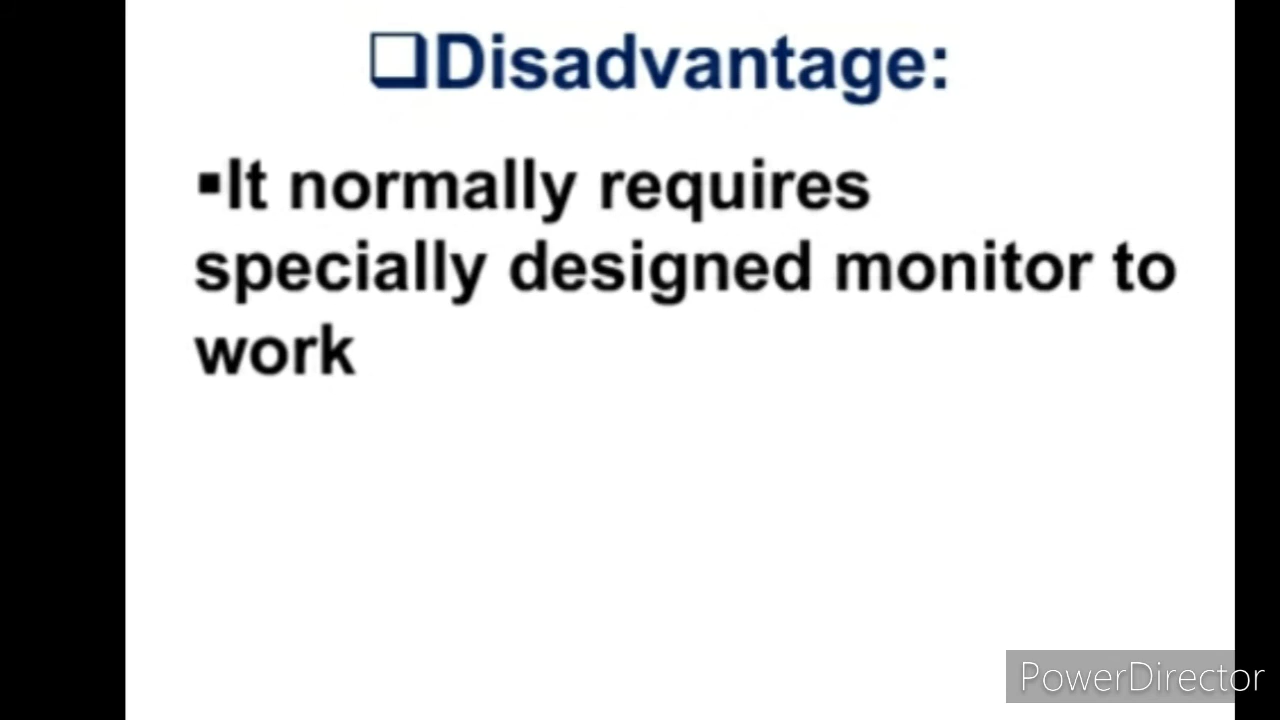 ❑Disadvantage:
▪It normally requires
specially designed monitor to
work
PowerDirector